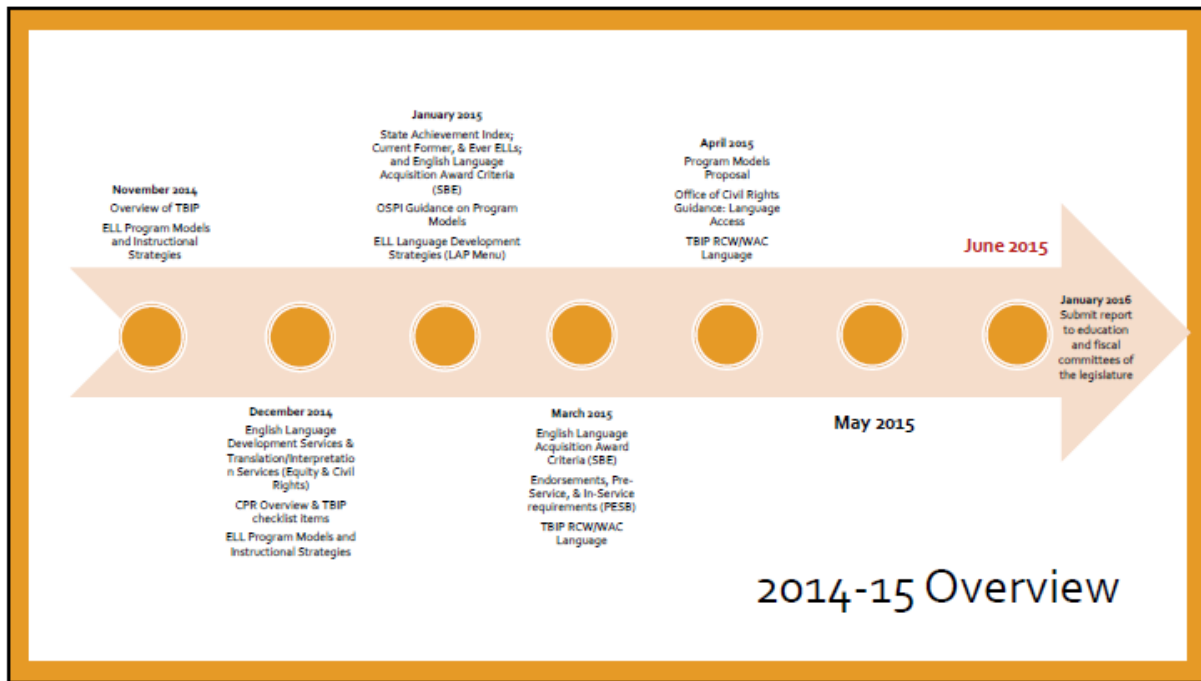 November 2014
Overview of TBIP
ELL Program Models
and Instructional
Strategies
December 2014
English Language
Development Services &
Translation/Interpretatio
n Services (Equity & Civil
Rights)
CPR Overview & TBIP
checklist items
ELL Program Models and
Instructional Strategies
January 2015
State Achievement Index;
Current Former, & Ever ELLs;
and English Language
Acquisition Award Criteria
(SBE)
OSPI Guidance on Program
Models
ELL Language Development
Strategies (LAP Menu)
March 2015
English Language
Acquisition Award
Criteria (SBE)
Endorsements, Pre-
Service, & In-Service
requirements (PESB)
TBIP RCW/WAC
Language
April 2015
Program Models
Proposal
Office of Civil Rights
Guidance: Language
Access
TBIP RCW/WAC
Language
May 2015
June 2015
January 2016
Submit report
to education
and fiscal
committees of
the legislature
2014-15 Overview